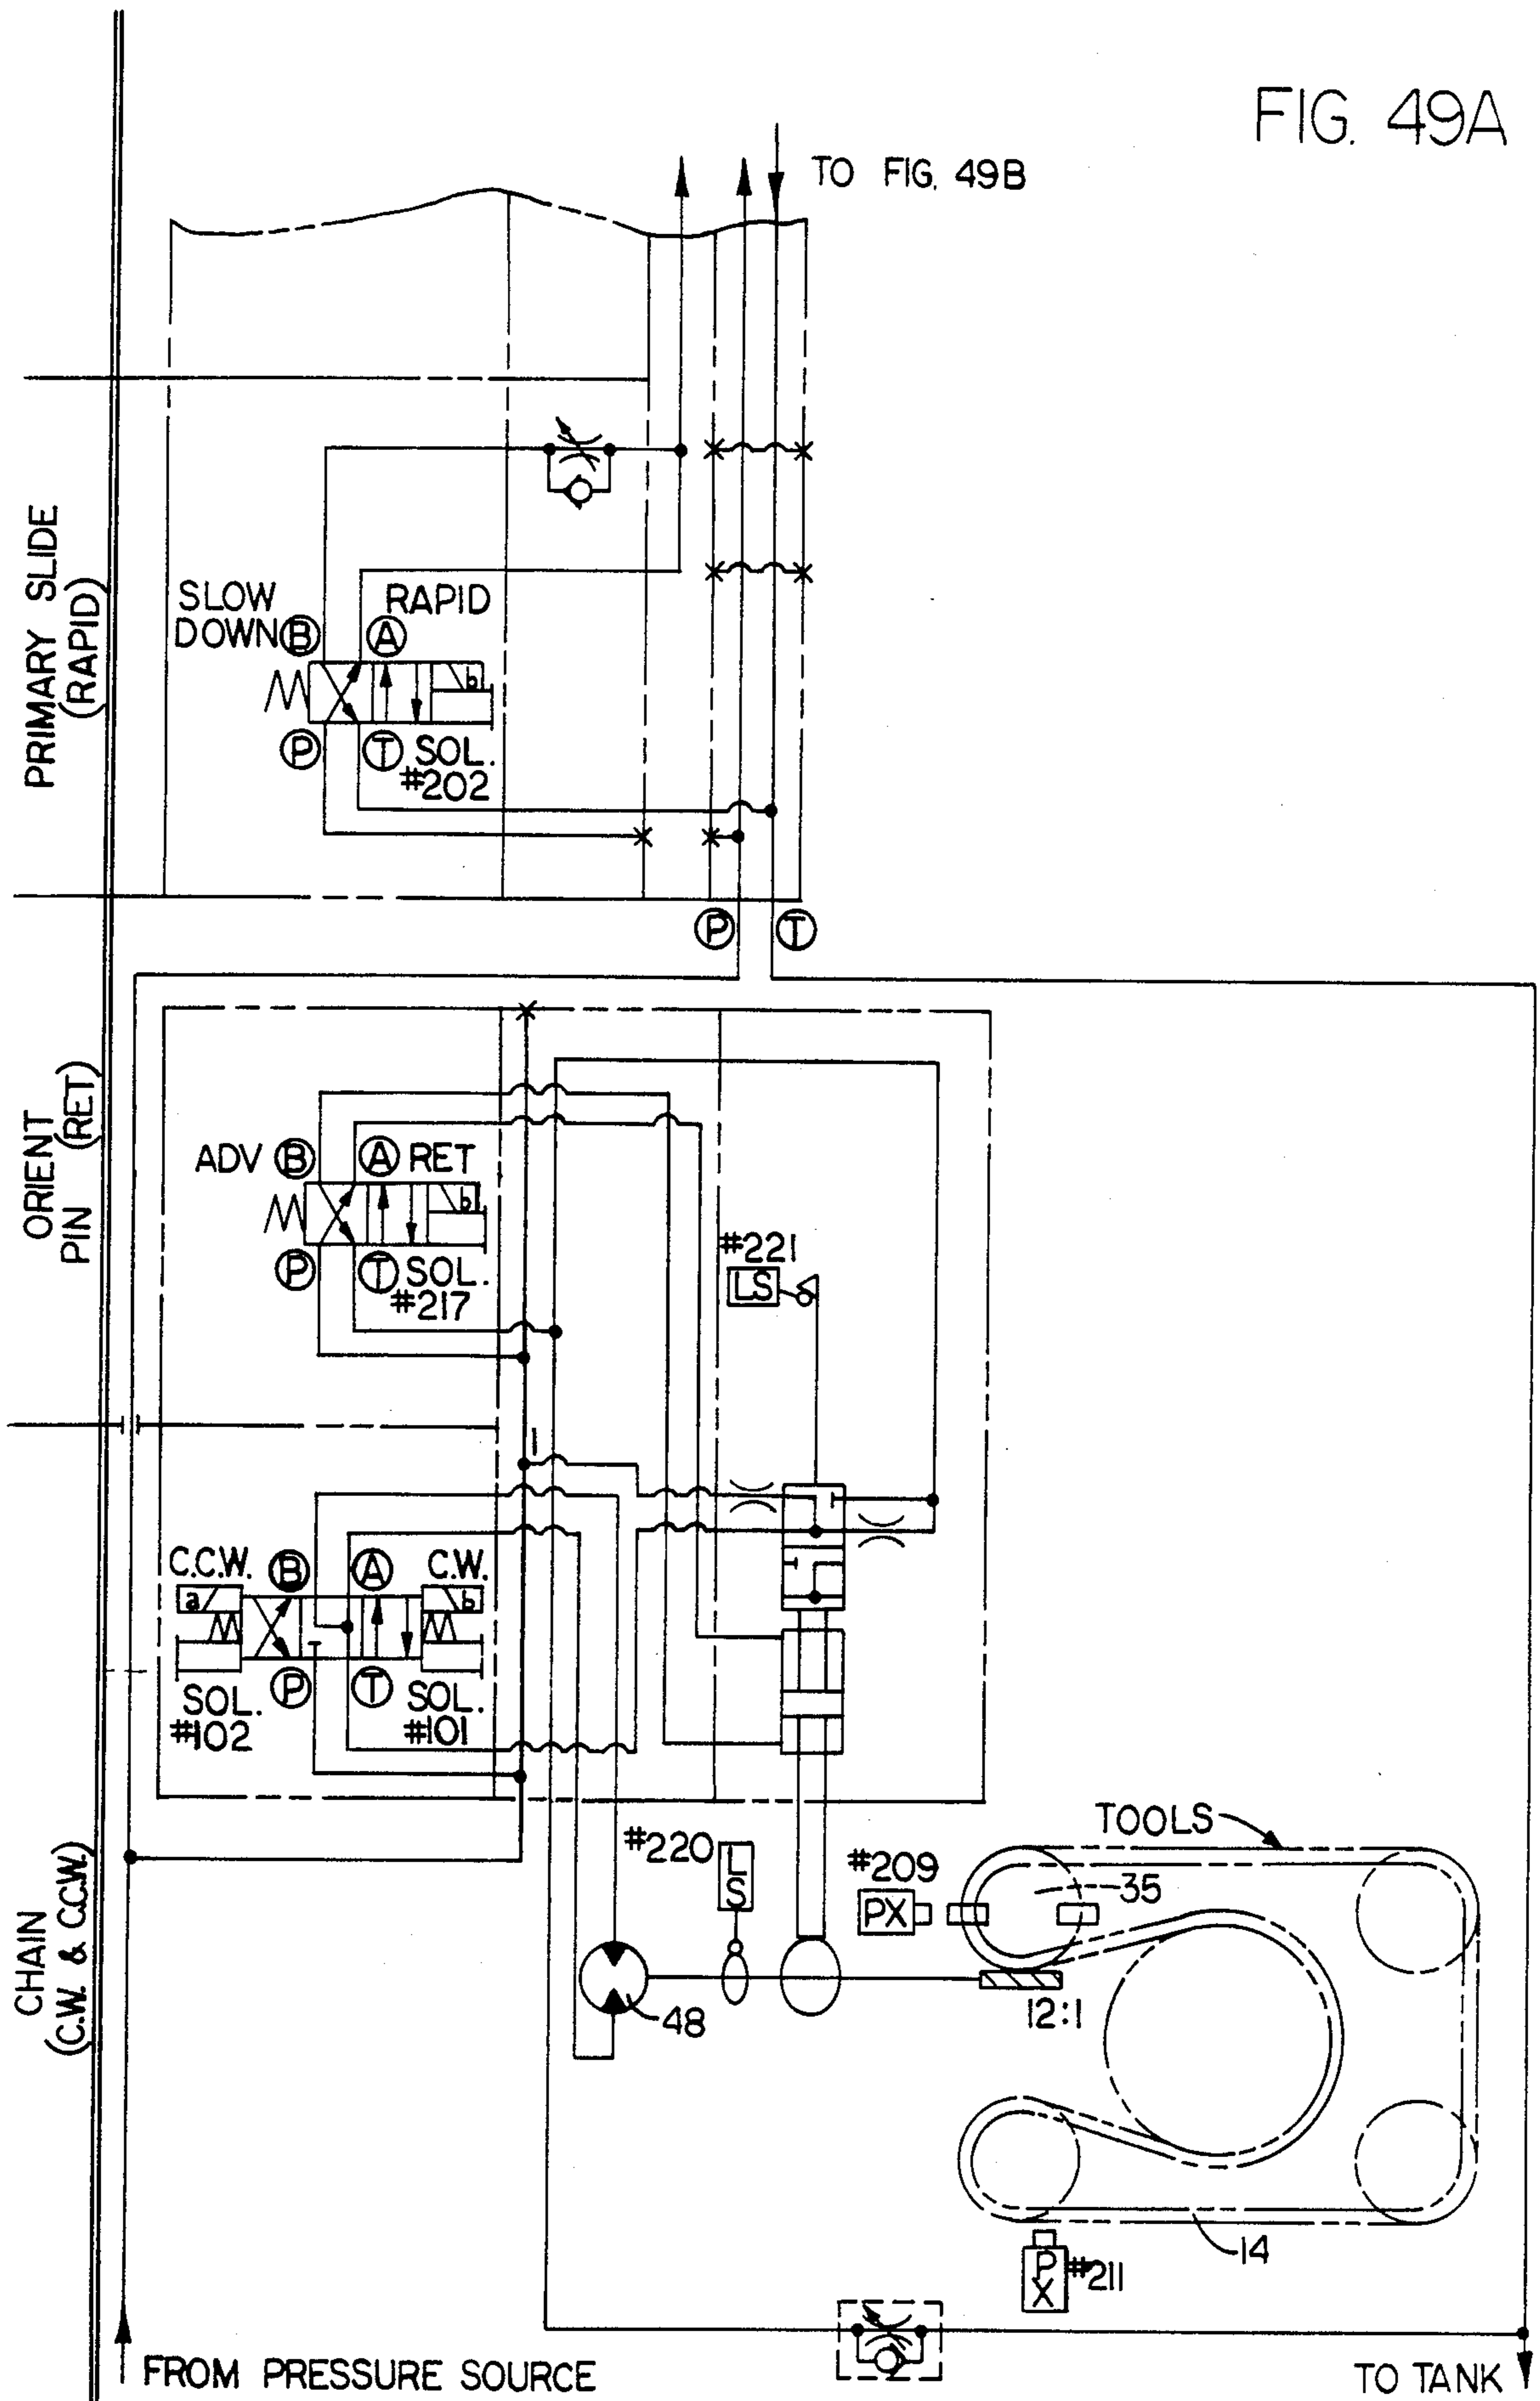 FIG. 49A
TO FIG. 49B
PRIMARY SLIDE
(RAPID)
SLOW
DOWN B
A RAPID
b
P
T SOL.
#202
P
T
ORIENT
PIN (RET)
ADV B
A RET
b
P
T SOL.
#217
#221
LS
1
C.C.W.
B
A
C.W.
a
b
P
T
SOL.
#102
SOL.
#101
CHAIN
(C.W. & C.C.W.)
#220
LS
#209
PX
TOOLS
35
48
12:1
14
PX
#211
FROM PRESSURE SOURCE
TO TANK